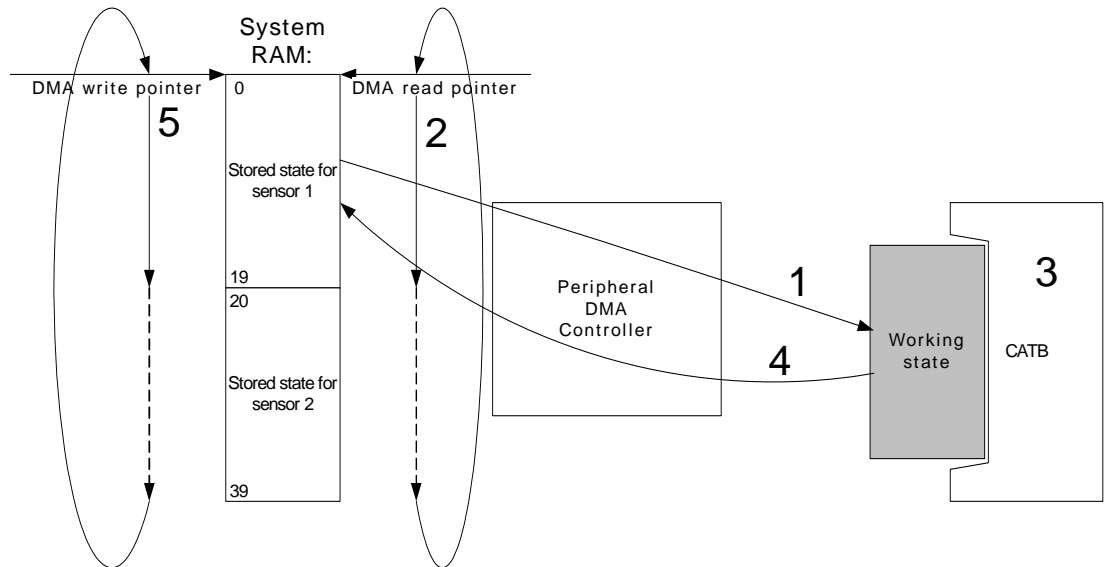 System
RAM:
DMA write pointer
0
DMA read pointer
5
2
Stored state for
sensor 1
19
20
Stored state for
sensor 2
39
Peripheral
DMA
Controller
1
4
Working
state
3
CATB